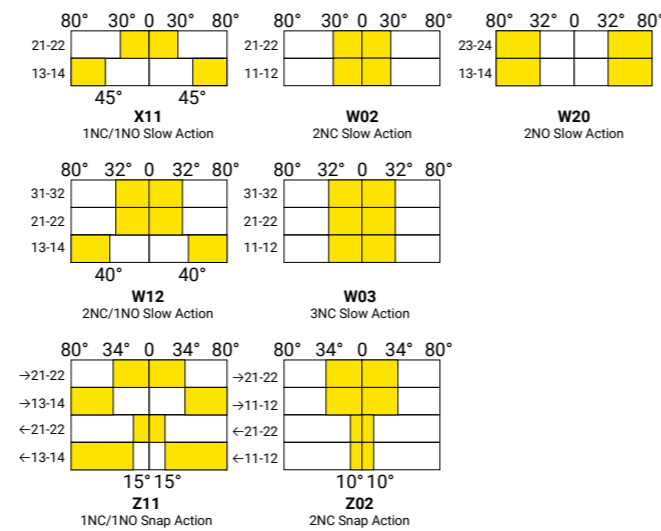 80° 30° 0 30° 80°
21-22
13-14
45° 45°
X11
1NC/1NO Slow Action
80° 30° 0 30° 80°
21-22
11-12
W02
2NC Slow Action
80° 32° 0 32° 80°
23-24
13-14
W20
2NO Slow Action
80° 32° 0 32° 80°
31-32
21-22
13-14
40° 40°
W12
2NC/1NO Slow Action
80° 32° 0 32° 80°
31-32
21-22
11-12
W03
3NC Slow Action
80° 34° 0 34° 80°
→21-22
→13-14
←21-22
←13-14
15° 15°
Z11
1NC/1NO Snap Action
80° 34° 0 34° 80°
→21-22
→11-12
←21-22
←11-12
10° 10°
Z02
2NC Snap Action